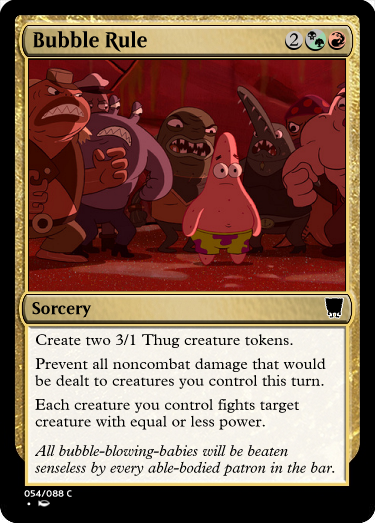 Bubble Rule 2
Sorcery
Create two 3/1 Thug creature tokens.
Prevent all noncombat damage that would
be dealt to creatures you control this turn.
Each creature you control fights target
creature with equal or less power.
All bubble-blowing-babies will be beaten
senseless by every able-bodied patron in the bar.
054/088 C